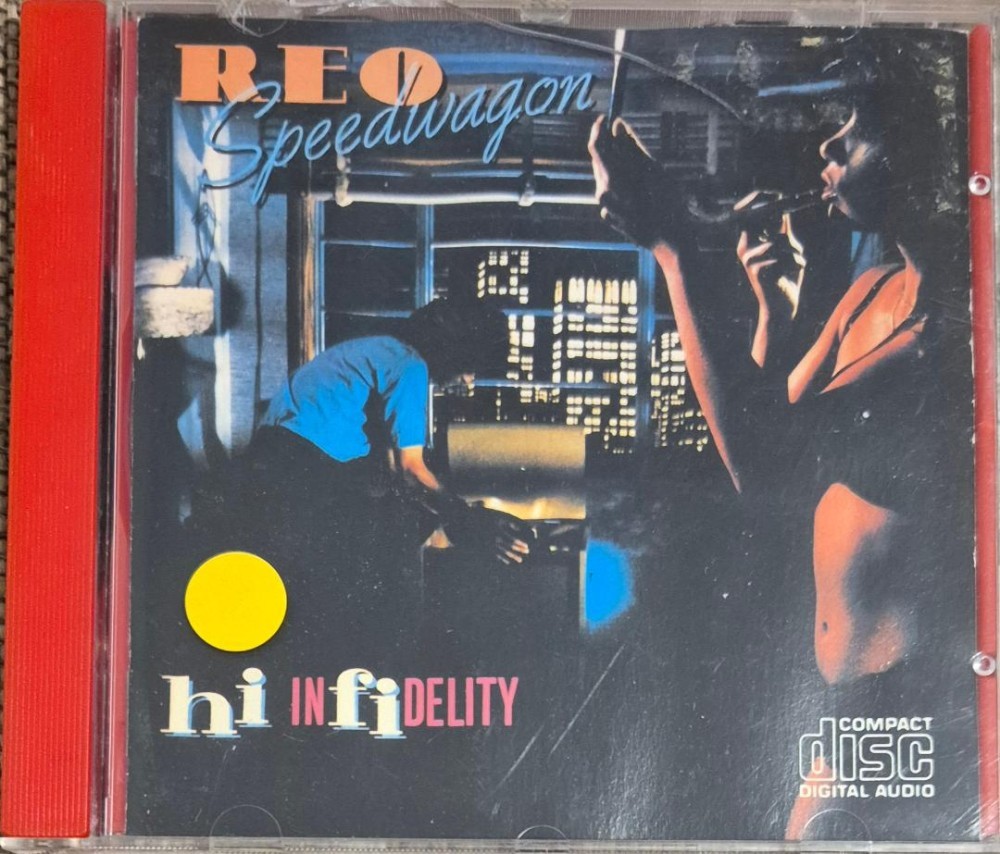 REO
Speedwagon
hi INfiDELITY
COMPACT
disc
DIGITAL AUDIO